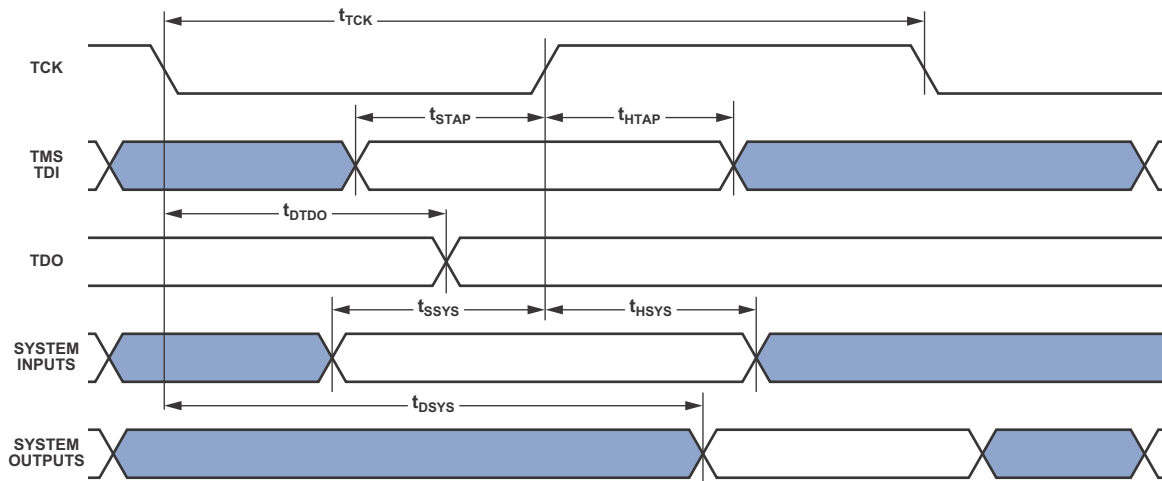 tTCK
TCK
tSTAP
tHTAP
TMS
TDI
tDTDO
TDO
tSSYS
tHSYS
SYSTEM
INPUTS
tDSYS
SYSTEM
OUTPUTS